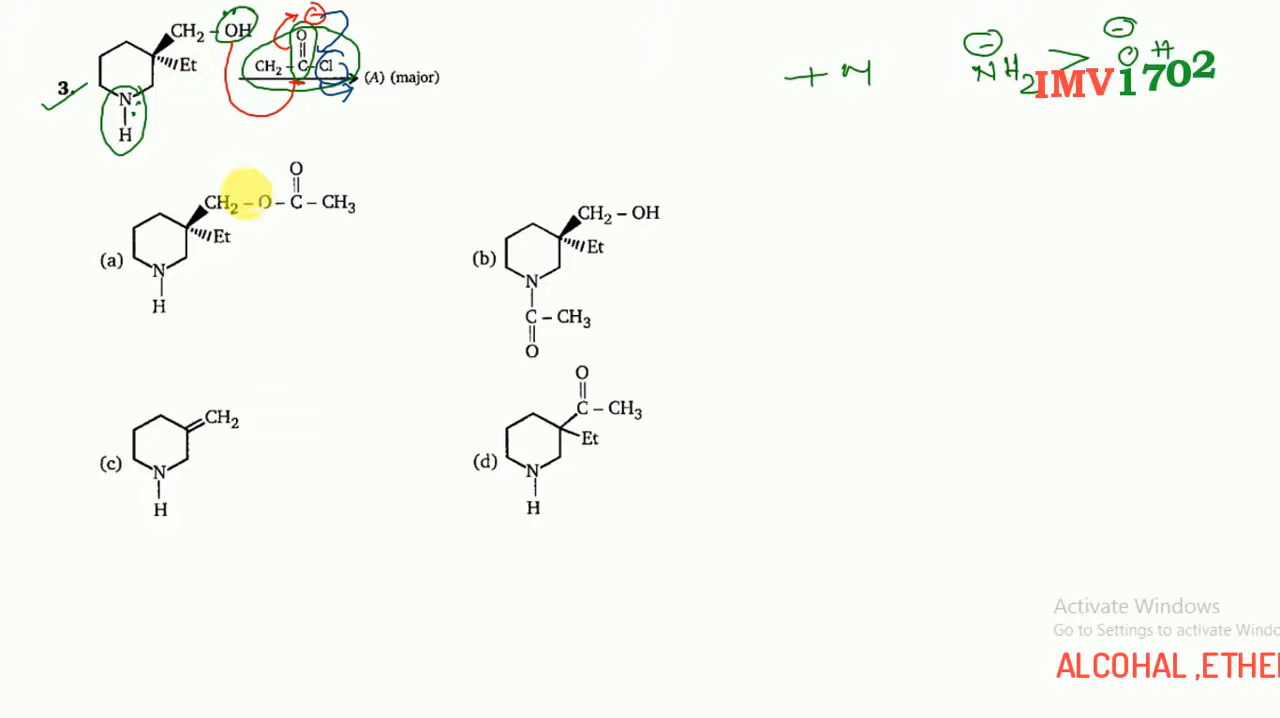 CH2 – OH
Et
3.
N
H
O
CH2 – C – Cl
(A) (major)
+ M
NH2 > OH
IMV1702
O
CH2 – O – C – CH3
Et
(a)
N
H
CH2 – OH
Et
(b)
N
C – CH3
O
CH2
(c)
N
H
O
C – CH3
Et
(d)
N
H
Activate Windows
Go to Settings to activate Windo
ALCOHAL ,ETHE